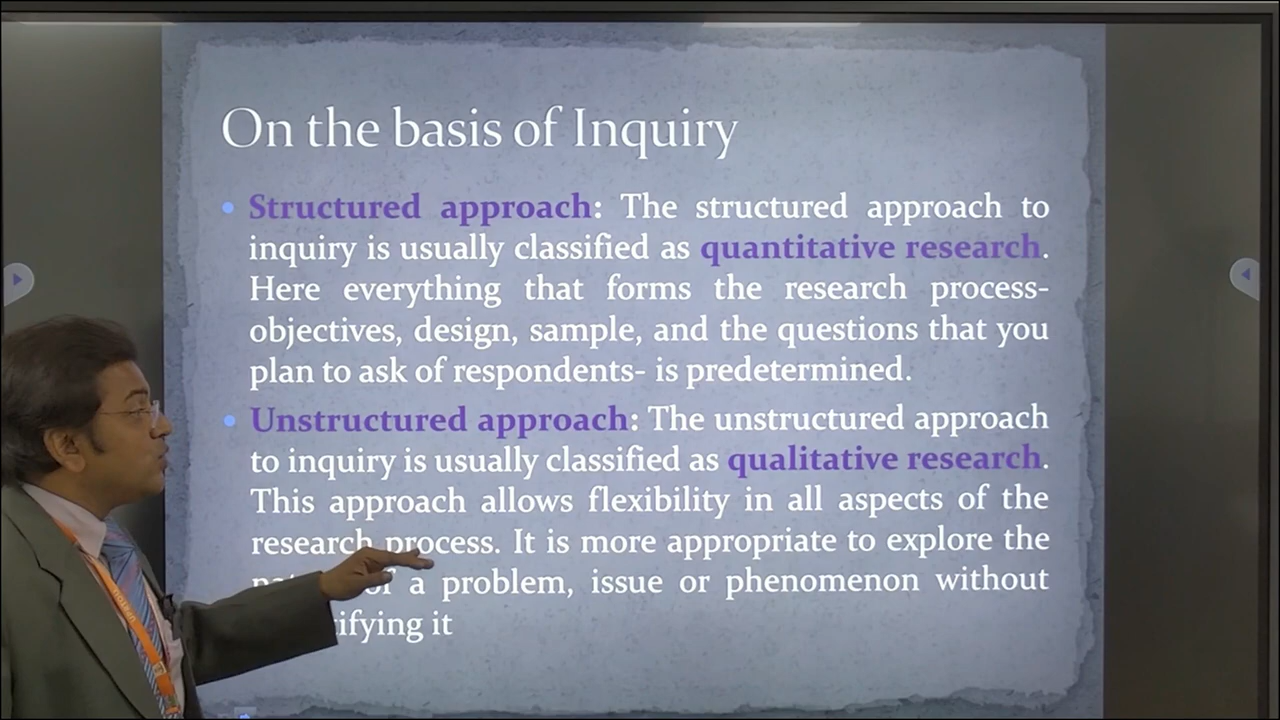 On the basis of Inquiry
• Structured approach: The structured approach to
inquiry is usually classified as quantitative research.
Here everything that forms the research process-
objectives, design, sample, and the questions that you
plan to ask of respondents- is predetermined.
• Unstructured approach: The unstructured approach
to inquiry is usually classified as qualitative research.
This approach allows flexibility in all aspects of the
research process. It is more appropriate to explore the
of a problem, issue or phenomenon without
ifying it